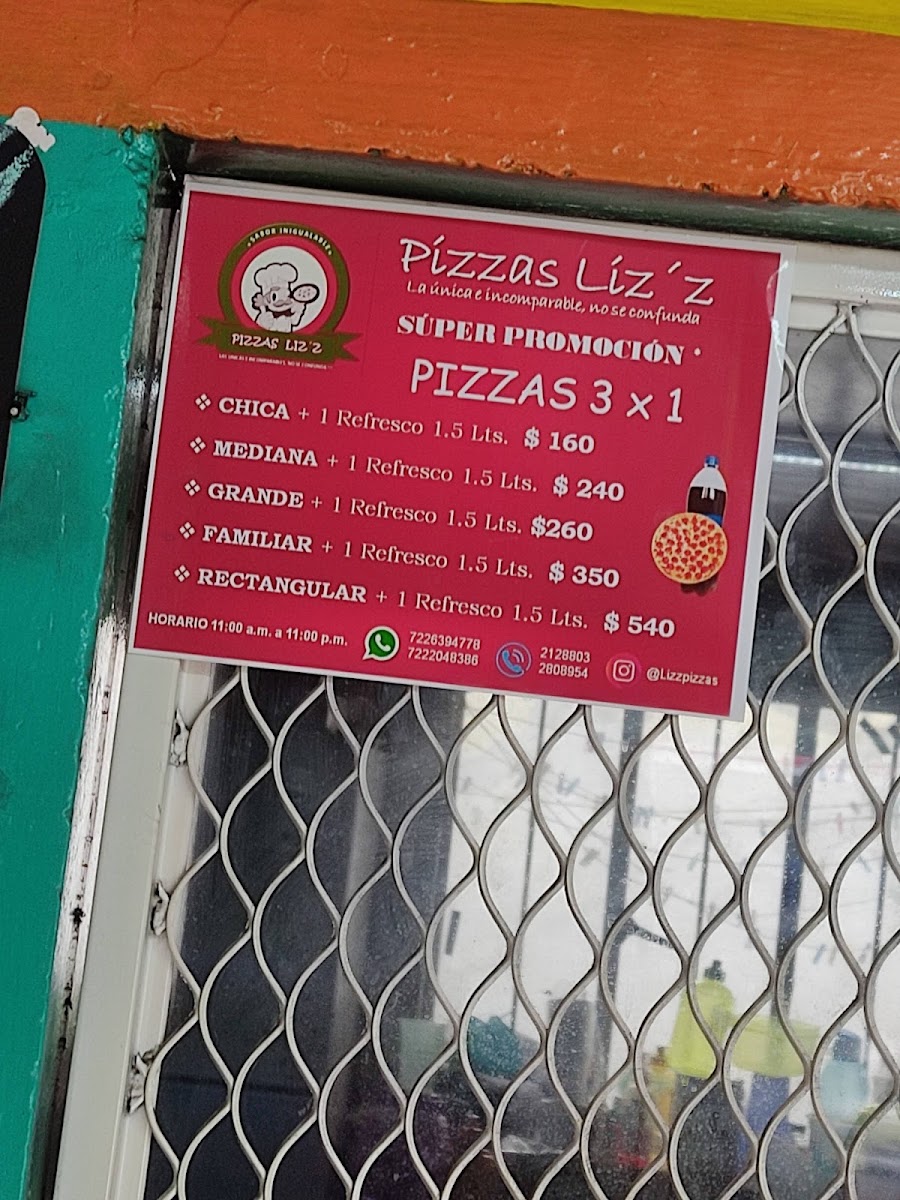 • SABOR INIGUALABLE •
PIZZAS LIZ'Z
Pizzas Liz´z
La única e incomparable, no se confunda
SÚPER PROMOCIÓN
PIZZAS 3 x 1
❖ CHICA + 1 Refresco 1.5 Lts. $ 160
❖ MEDIANA + 1 Refresco 1.5 Lts. $ 240
❖ GRANDE + 1 Refresco 1.5 Lts. $260
❖ FAMILIAR + 1 Refresco 1.5 Lts. $ 350
❖ RECTANGULAR + 1 Refresco 1.5 Lts. $ 540
HORARIO 11:00 a.m. a 11:00 p.m.
7226394778
7222048386
2128803
2808954
@Lizzpizzas